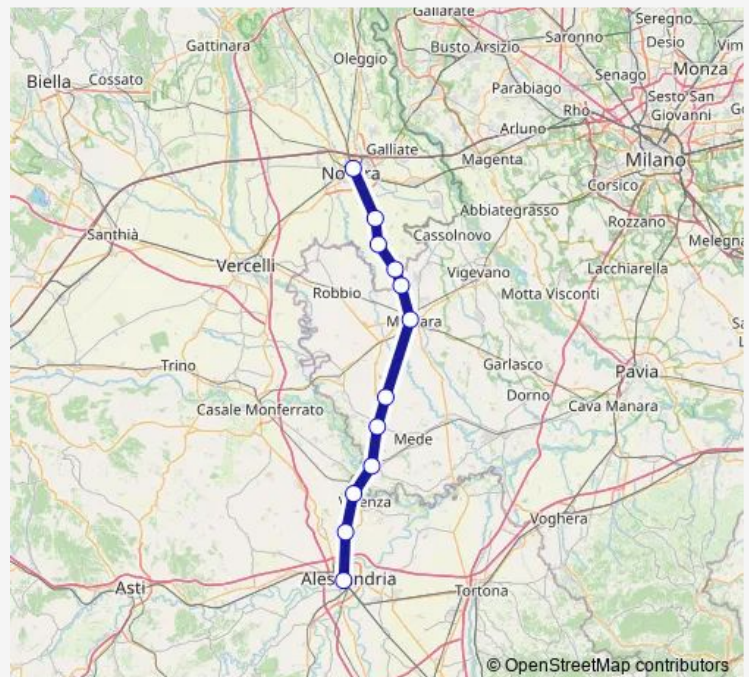 Gallarate
Seregno
Gattinara
Saronno
Desio
Vim
Oleggio
Busto Arsizio
Biella
Cossato
Senago
Monza
Parabiago
Sesto San
Giovanni
Rho
Arluno
Galliate
Magenta
Milano
Corsico
Abbiategrasso
Rozzano
Santhià
Cassolnovo
Melegna
Vercelli
Vigevano
Lacchiarella
Robbio
Motta Visconti
Sa
L
Trino
Garlasco
Pavia
Dorno
Casale Monferrato
Cava Manara
Mede
Voghera
Asti
Tortona
© OpenStreetMap contributors